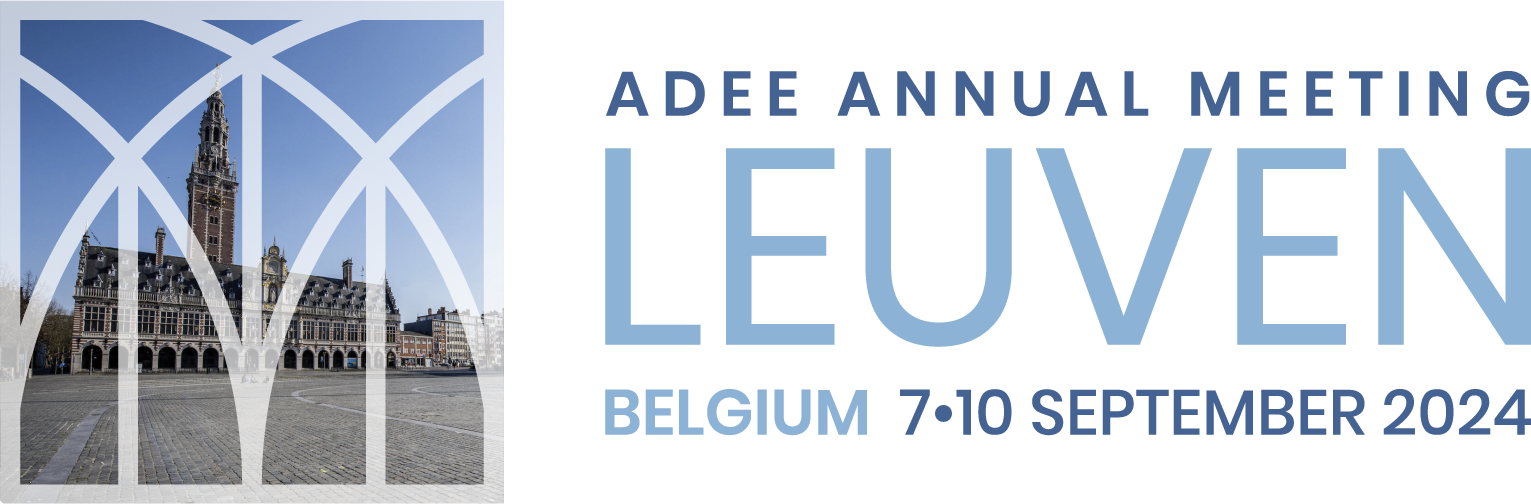 ADEE ANNUAL MEETING
LEUVEN
BELGIUM 7•10 SEPTEMBER 2024